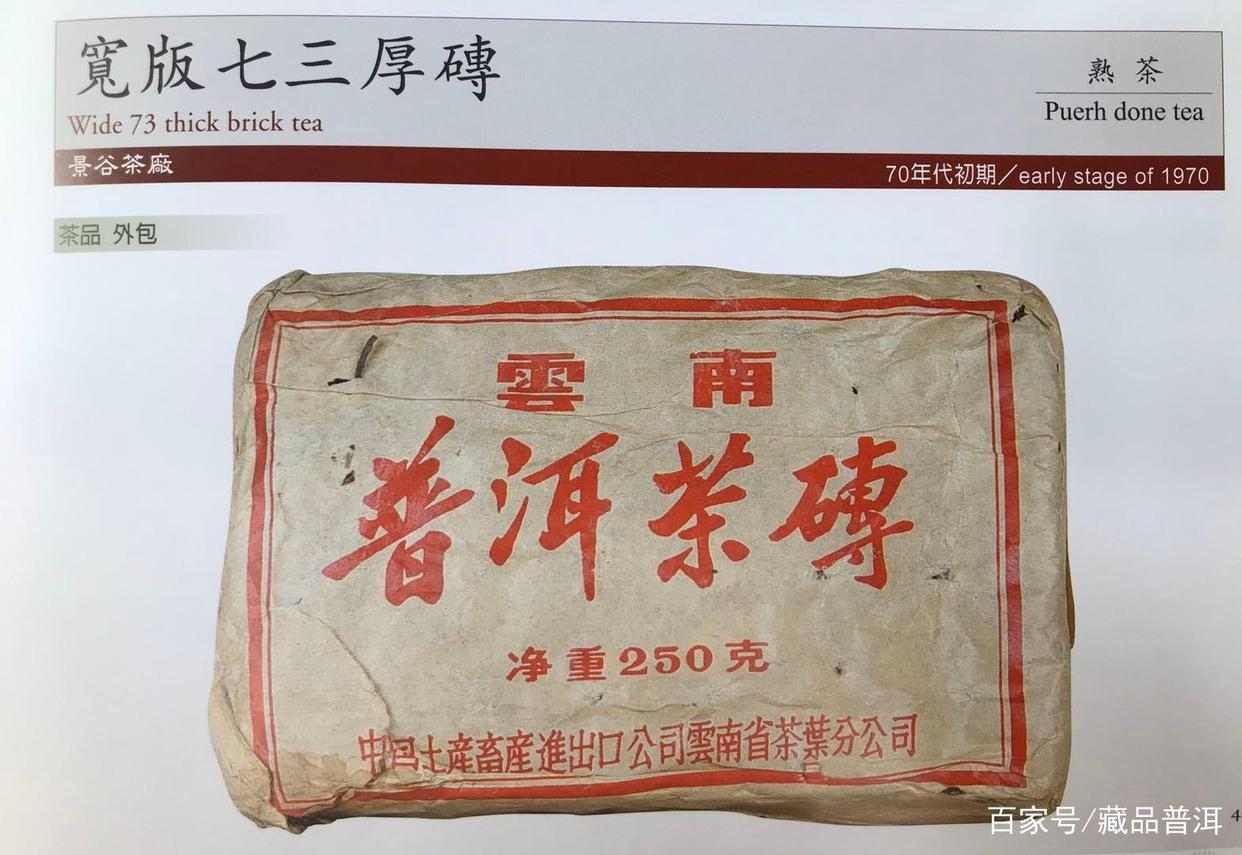 寬版七三厚磚
Wide 73 thick brick tea
熟茶
Puerh done tea
景谷茶廠
70年代初期／early stage of 1970
茶品 外包
雲南
普洱茶磚
净重250克
中呂土産畜産進出口公司雲南省茶葉分公司
百家号/藏品普洱
4